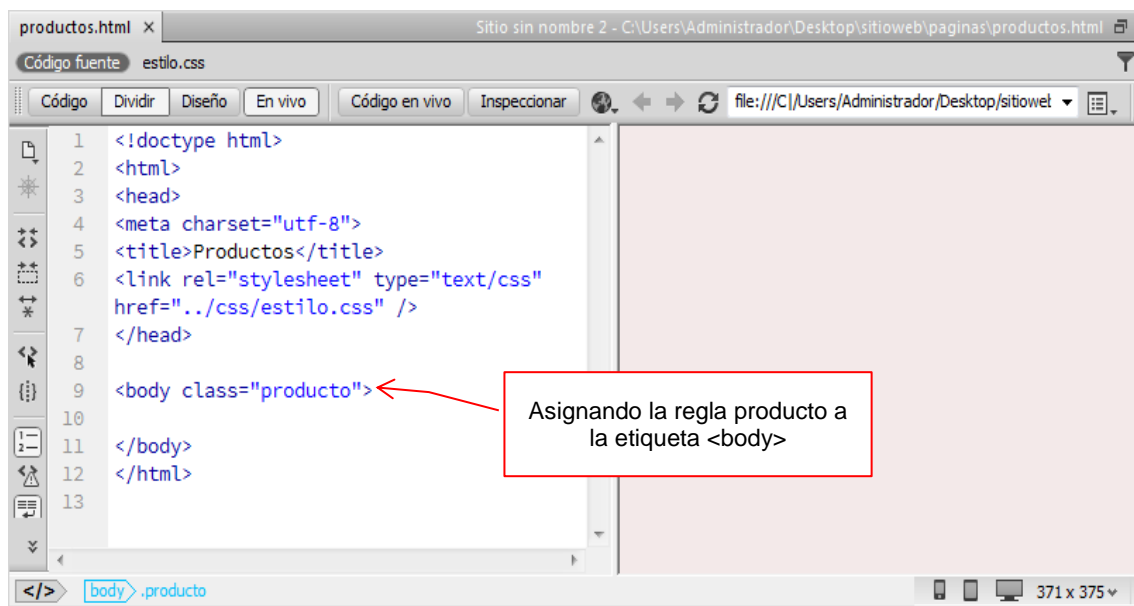 productos.html ×
Sitio sin nombre 2 - C:\Users\Administrador\Desktop\sitioweb\paginas\productos.html
Código fuente estilo.css
Código Dividir Diseño En vivo Código en vivo Inspeccionar file:///C|/Users/Administrador/Desktop/sitiowel
1 <!doctype html>
2 <html>
3 <head>
4 <meta charset="utf-8">
5 <title>Productos</title>
6 <link rel="stylesheet" type="text/css"
href="../css/estilo.css" />
7 </head>
8
9 <body class="producto">
10
11 </body>
12 </html>
13
Asignando la regla producto a
la etiqueta <body>
</> body .producto
371 x 375